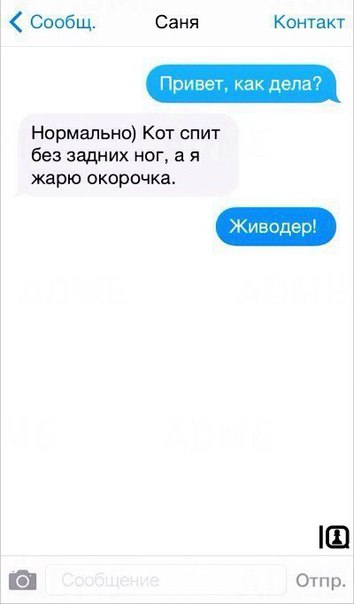 Сообщ.
Саня
Контакт
Привет, как дела?
Нормально) Кот спит
без задних ног, а я
жарю окорочка.
Живодер!
Сообщение
Отпр.